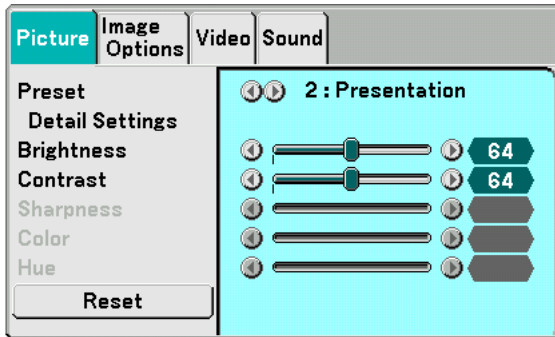 Picture Image Options Video Sound
Preset 2 : Presentation
Detail Settings
Brightness 64
Contrast 64
Sharpness
Color
Hue
Reset